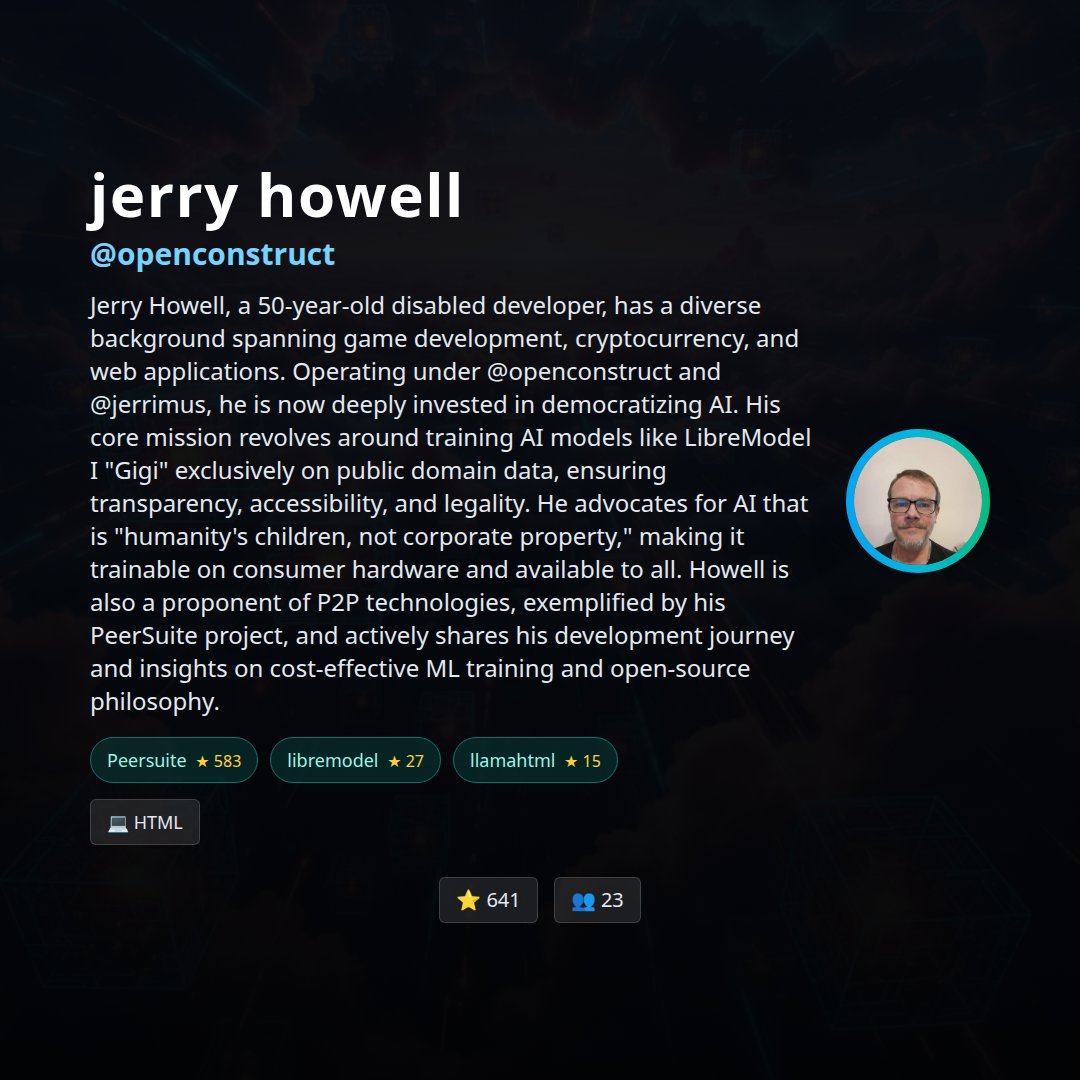 jerry howell
@openconstruct
Jerry Howell, a 50-year-old disabled developer, has a diverse
background spanning game development, cryptocurrency, and
web applications. Operating under @openconstruct and
@jerrimus, he is now deeply invested in democratizing AI. His
core mission revolves around training AI models like LibreModel
I "Gigi" exclusively on public domain data, ensuring
transparency, accessibility, and legality. He advocates for AI that
is "humanity's children, not corporate property," making it
trainable on consumer hardware and available to all. Howell is
also a proponent of P2P technologies, exemplified by his
PeerSuite project, and actively shares his development journey
and insights on cost-effective ML training and open-source
philosophy.
Peersuite ★ 583 libremodel ★ 27 llamahtml ★ 15
💻 HTML
⭐ 641 👥 23